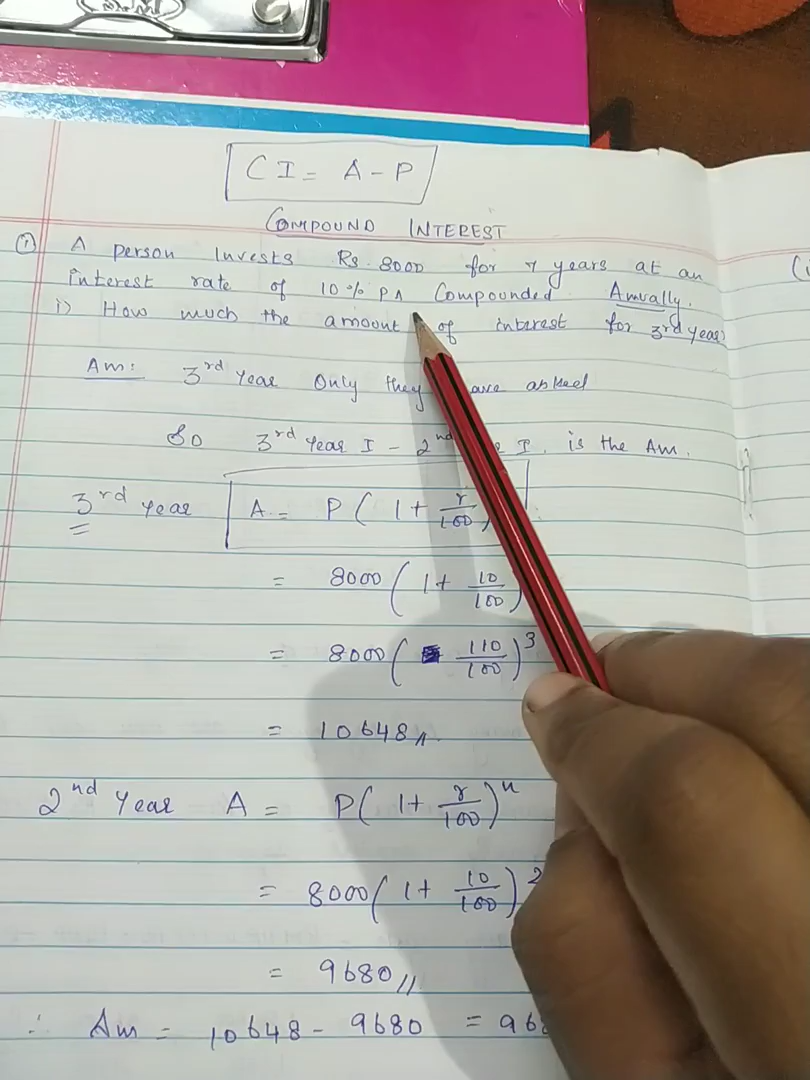 CI = A - P
COMPOUND INTEREST
① A person Invests Rs. 8000 for 7 years at an
interest rate of 10% PA Compounded Annually.
i) How much the amount of interest for 3rd year
Ans: 3rd Year Only they have asked
So 3rd Year I - 2nd I. is the Ans.
3rd Year A = P ( 1 + r/100
= 8000 ( 1 + 10/100
= 8000 ( 110/100 )³
= 10648 //
2nd Year A = P ( 1 + r/100 )ⁿ
= 8000 ( 1 + 10/100 )²
= 9680 //
∴ Ans = 10648 - 9680 = 968